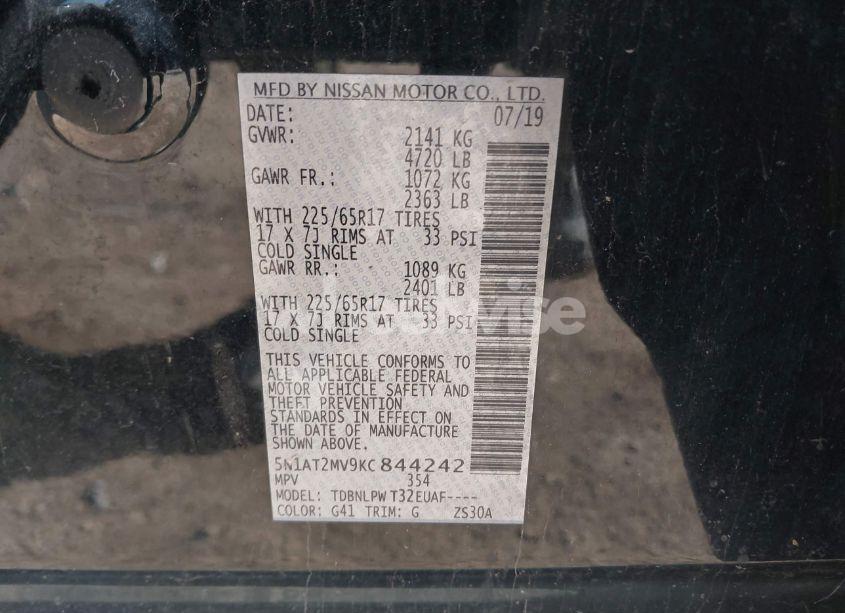 MFD BY NISSAN MOTOR CO., LTD.
DATE: 07/19
GVWR: 2141 KG
4720 LB
GAWR FR.: 1072 KG
2363 LB
WITH 225/65R17 TIRES
17 X 7J RIMS AT 33 PSI
COLD SINGLE
GAWR RR.: 1089 KG
2401 LB
WITH 225/65R17 TIRES
17 X 7J RIMS AT 33 PSI
COLD SINGLE
THIS VEHICLE CONFORMS TO
ALL APPLICABLE FEDERAL
MOTOR VEHICLE SAFETY AND
THEFT PREVENTION
STANDARDS IN EFFECT ON
THE DATE OF MANUFACTURE
SHOWN ABOVE.
5N1AT2MV9KC844242
MPV 354
MODEL: TDBNLPW T32EUAF----
COLOR: G41 TRIM: G ZS30A